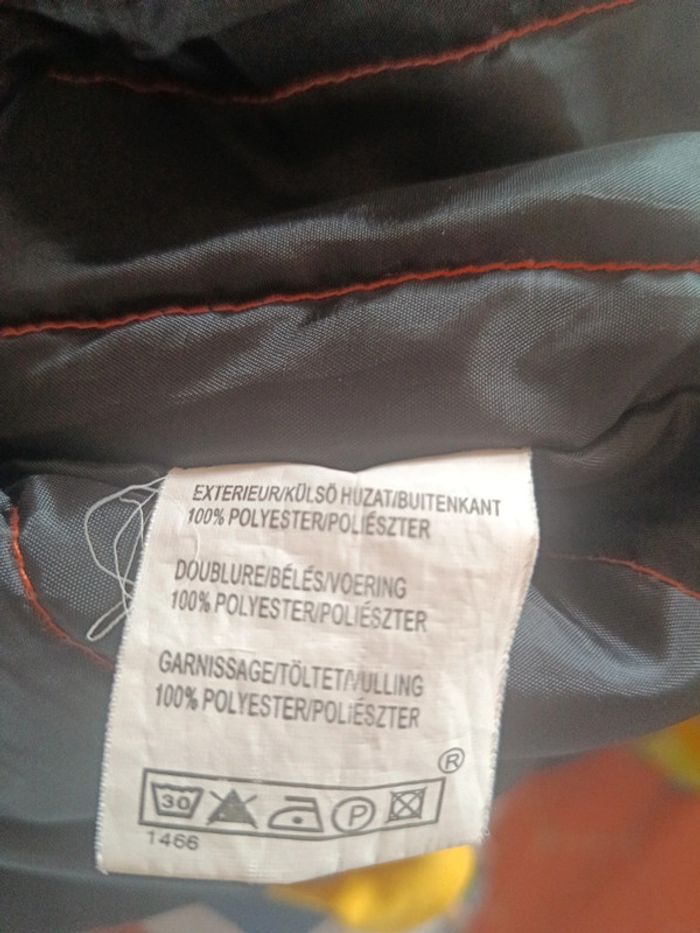 EXTERIEUR/KÜLSŐ HUZAT/BUITENKANT
100% POLYESTER/POLIÉSZTER
DOUBLURE/BÉLÉS/VOERING
100% POLYESTER/POLIÉSZTER
GARNISSAGE/TÖLTET/VULLING
100% POLYESTER/POLIÉSZTER
®
30 P
1466